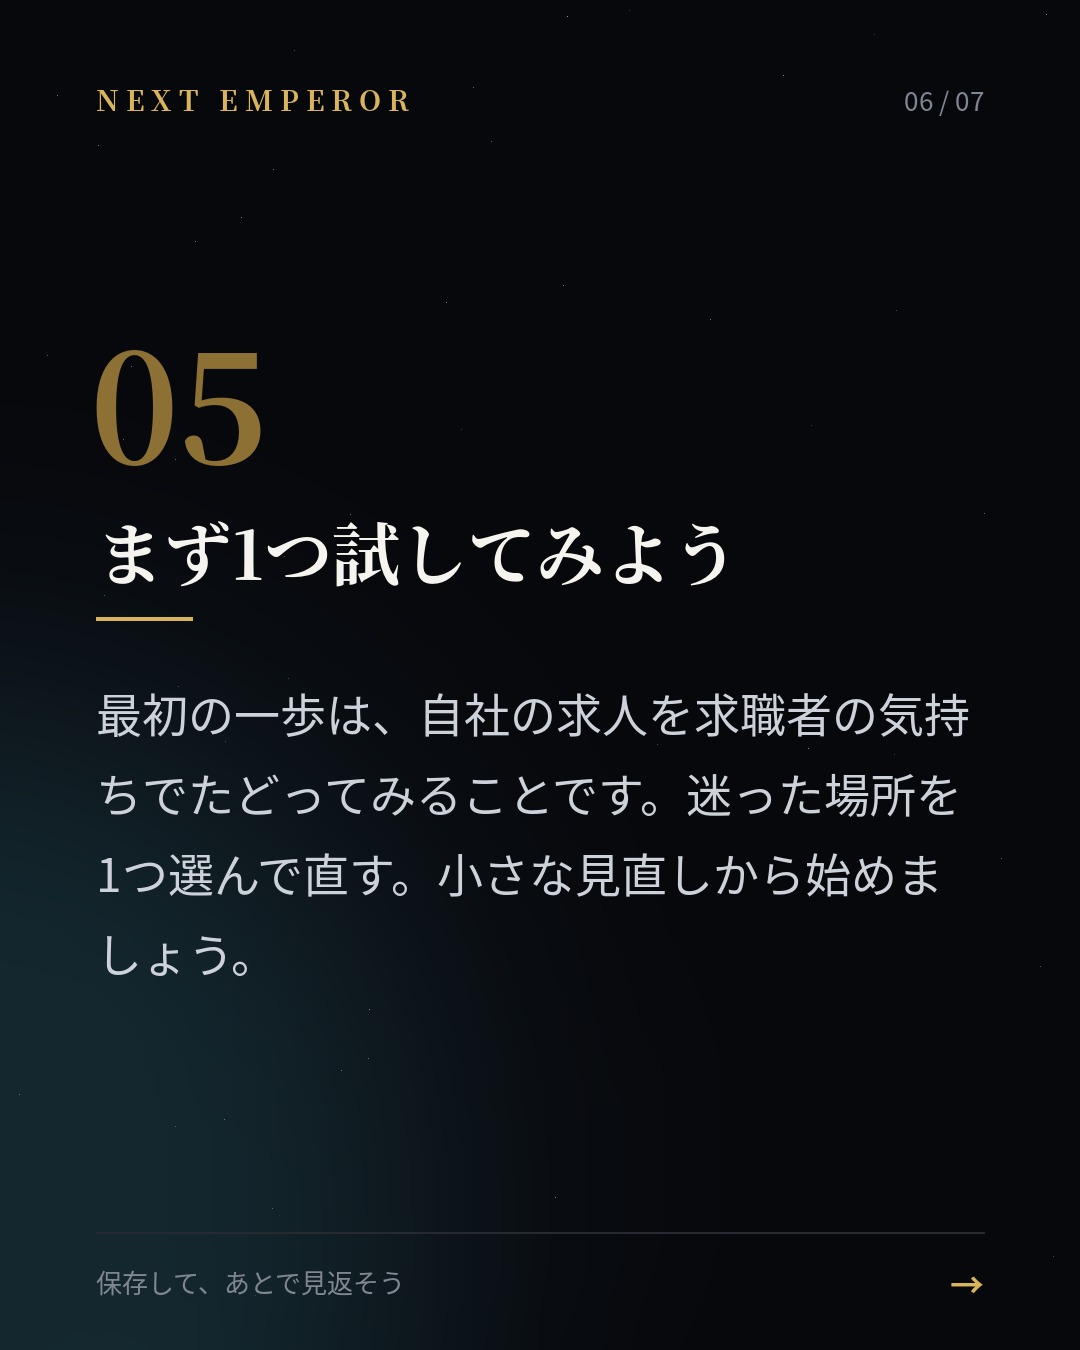 NEXT EMPEROR
06 / 07
05
まず1つ試してみよう
最初の一歩は、自社の求人を求職者の気持
ちでたどってみることです。迷った場所を
1つ選んで直す。小さな見直しから始めま
しょう。
保存して、あとで見返そう
→